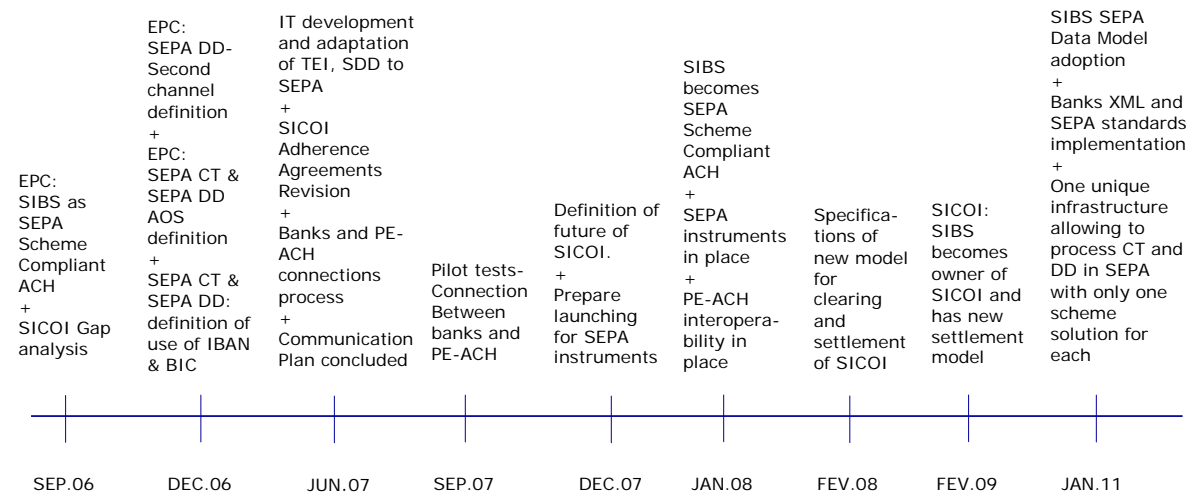 EPC:
SIBS as
SEPA
Scheme
Compliant
ACH
+
SICOI Gap
analysis
EPC:
SEPA DD-
Second
channel
definition
+
EPC:
SEPA CT &
SEPA DD
AOS
definition
+
SEPA CT &
SEPA DD:
definition of
use of IBAN
& BIC
IT development
and adaptation
of TEI, SDD to
SEPA
+
SICOI
Adherence
Agreements
Revision
+
Banks and PE-
ACH
connections
process
+
Communication
Plan concluded
Pilot tests-
Connection
Between
banks and
PE-ACH
Definition of
future of
SICOI.
+
Prepare
launching
for SEPA
instruments
SIBS
becomes
SEPA
Scheme
Compliant
ACH
+
SEPA
instruments
in place
+
PE-ACH
interopera-
bility in
place
Specifica-
tions of
new model
for
clearing
and
settlement
of SICOI
SICOI:
SIBS
becomes
owner of
SICOI and
has new
settlement
model
SIBS SEPA
Data Model
adoption
+
Banks XML and
SEPA standards
implementation
+
One unique
infrastructure
allowing to
process CT and
DD in SEPA
with only one
scheme
solution for
each
SEP.06
DEC.06
JUN.07
SEP.07
DEC.07
JAN.08
FEV.08
FEV.09
JAN.11